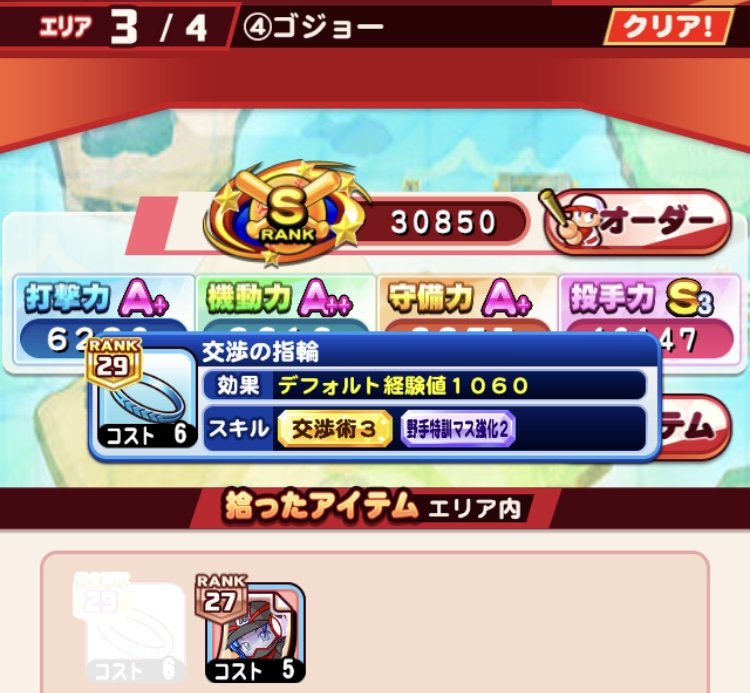 エリア 3 / 4 ④ゴジョー クリア!
S RANK 30850 オーダー
打撃力 A+ 機動力 A++ 守備力 A+ 投手力 S3
RANK 29 交渉の指輪
効果 デフォルト経験値1060
コスト 6 スキル 交渉術3 野手特訓マス強化2
拾ったアイテム エリア内
RANK 29 RANK 27
コスト 6 コスト 5